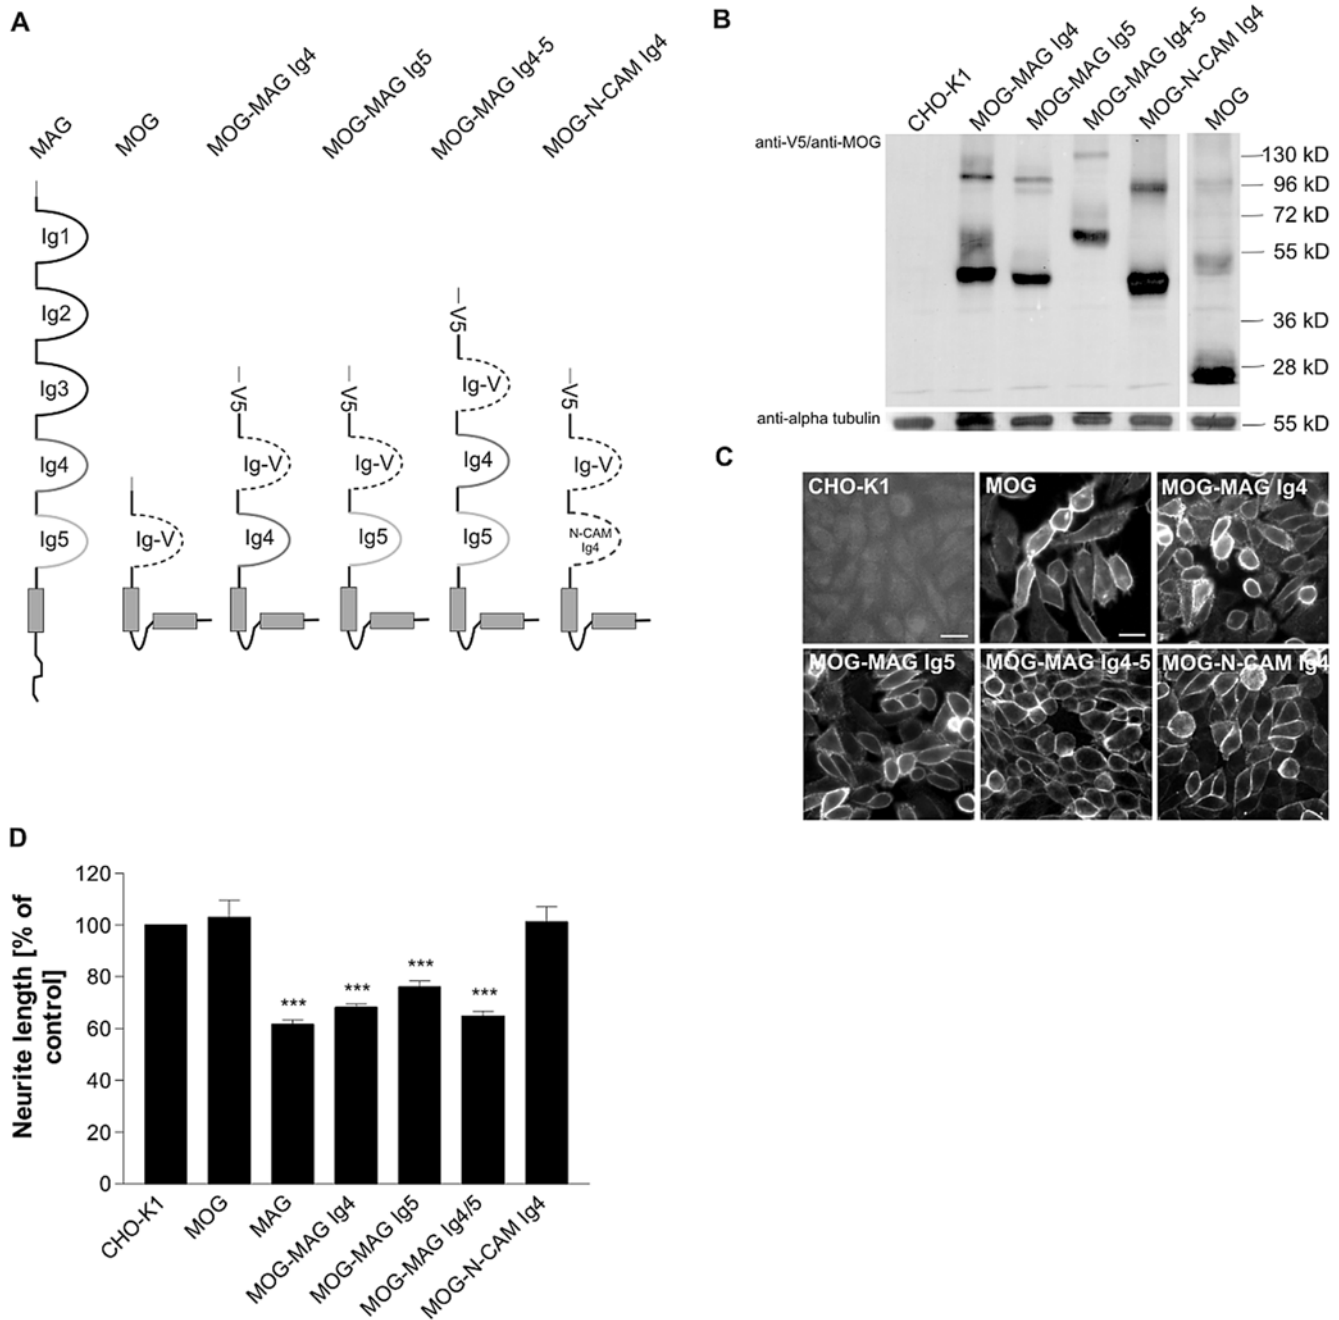 A
MAG
MOG
MOG-MAG Ig4
MOG-MAG Ig5
MOG-MAG Ig4-5
MOG-N-CAM Ig4
Ig1
Ig2
Ig3
Ig4
Ig5
Ig-V
V5
Ig-V
Ig4
V5
Ig-V
Ig5
V5
Ig-V
Ig4
Ig5
V5
Ig-V
N-CAM
Ig4
B
CHO-K1
MOG-MAG Ig4
MOG-MAG Ig5
MOG-MAG Ig4-5
MOG-N-CAM Ig4
MOG
anti-V5/anti-MOG
130 kD
96 kD
72 kD
55 kD
36 kD
28 kD
anti-alpha tubulin
55 kD
C
CHO-K1
MOG
MOG-MAG Ig4
MOG-MAG Ig5
MOG-MAG Ig4-5
MOG-N-CAM Ig4
D
Neurite length [% of
control]
120
100
80
60
40
20
0
***
***
***
***
CHO-K1
MOG
MAG
MOG-MAG Ig4
MOG-MAG Ig5
MOG-MAG Ig4/5
MOG-N-CAM Ig4